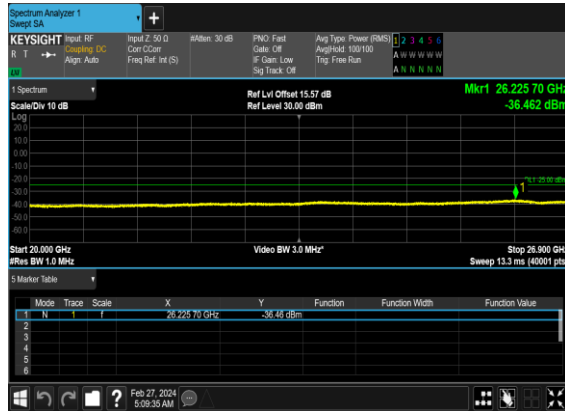 Spectrum Analyzer 1
Swept SA
+
KEYSIGHT Input: RF Input Z: 50 Ω #Atten: 30 dB PNO: Fast Avg Type: Power (RMS) 1 2 3 4 5 6
R T Coupling: DC Corr CCorr Gate: Off Avg|Hold: 100/100 A W W W W W
Align: Auto Freq Ref: Int (S) IF Gain: Low Trig: Free Run
Sig Track: Off A N N N N N
1 Spectrum Ref Lvl Offset 15.57 dB Mkr1 26.225 70 GHz
Scale/Div 10 dB Ref Level 30.00 dBm -36.462 dBm
Log
20.0
10.0
0.00
-10.0
-20.0
DL1 -25.00 dBm
1
-30.0
-40.0
-50.0
-60.0
Start 20.000 GHz Video BW 3.0 MHz* Stop 26.900 GHz
#Res BW 1.0 MHz Sweep 13.3 ms (40001 pts)
5 Marker Table
Mode Trace Scale X Y Function Function Width Function Value
1 N 1 f 26.225 70 GHz -36.46 dBm
2
3
4
5
6
? Feb 27, 2024
5:09:35 AM